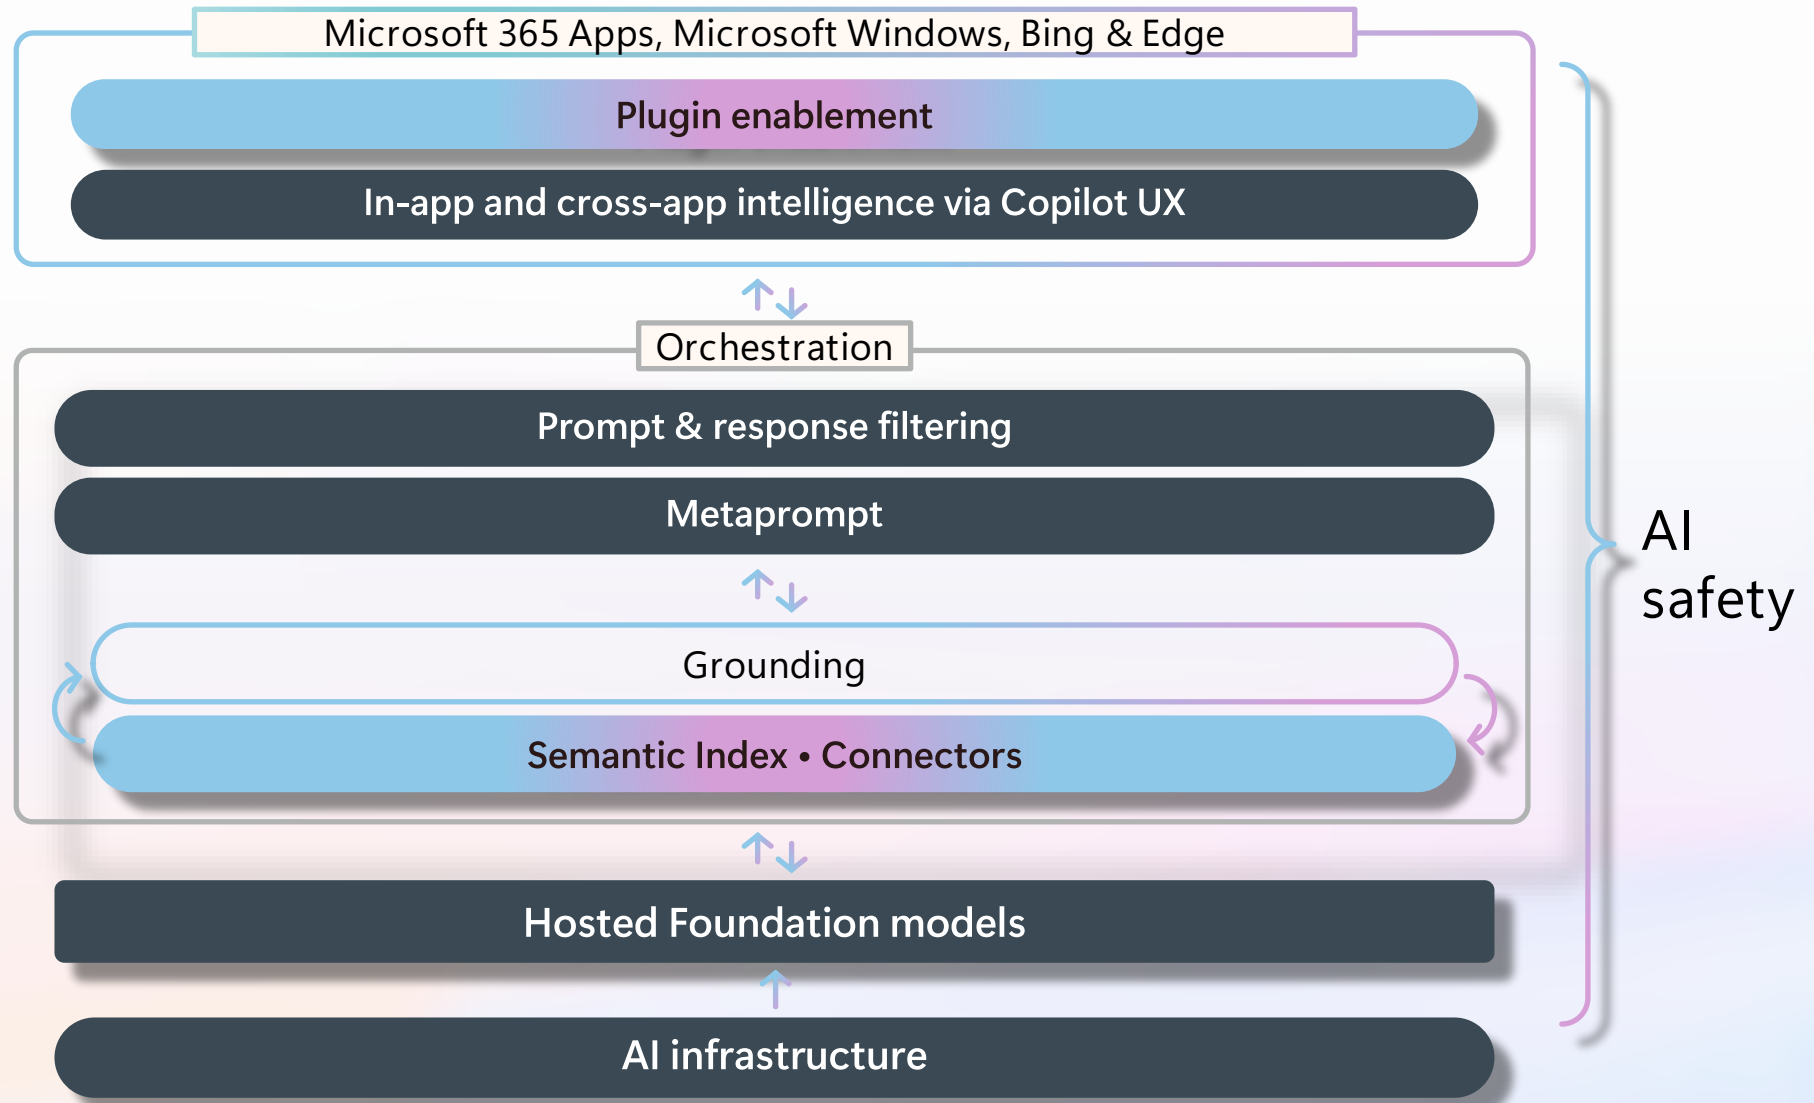 Microsoft 365 Apps, Microsoft Windows, Bing & Edge
Plugin enablement
In-app and cross-app intelligence via Copilot UX
Orchestration
Prompt & response filtering
Metaprompt
Grounding
Semantic Index • Connectors
Hosted Foundation models
AI infrastructure
AI
safety